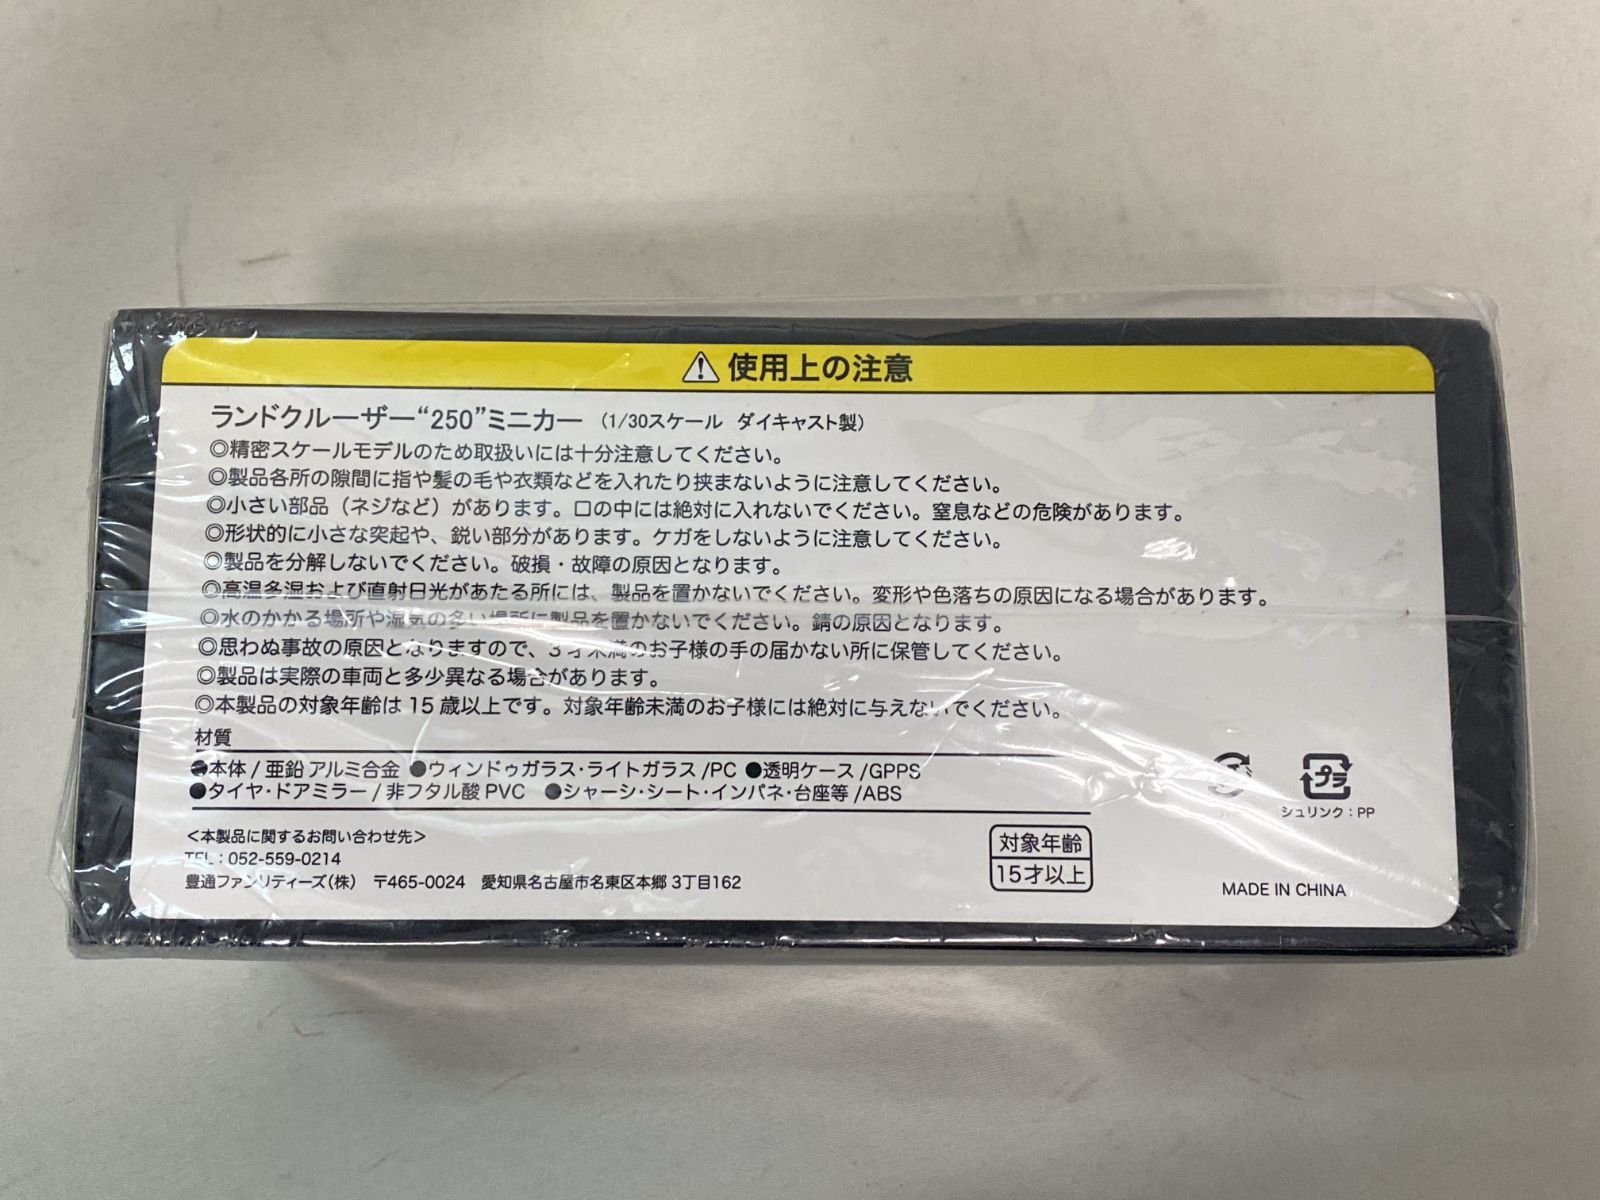 使用上の注意
ランドクルーザー“250”ミニカー（1/30スケール ダイキャスト製）
◎精密スケールモデルのため取扱いには十分注意してください。
◎製品各所の隙間に指や髪の毛や衣類などを入れたり挟まないように注意してください。
◎小さい部品（ネジなど）があります。口の中には絶対に入れないでください。窒息などの危険があります。
◎形状的に小さな突起や、鋭い部分があります。ケガをしないように注意してください。
◎製品を分解しないでください。破損・故障の原因となります。
◎高温多湿および直射日光があたる所には、製品を置かないでください。変形や色落ちの原因になる場合があります。
◎水のかかる場所や湿気の多い場所に製品を置かないでください。錆の原因となります。
◎思わぬ事故の原因となりますので、3才未満のお子様の手の届かない所に保管してください。
◎製品は実際の車両と多少異なる場合があります。
◎本製品の対象年齢は15歳以上です。対象年齢未満のお子様には絶対に与えないでください。
材質
●本体/亜鉛アルミ合金 ●ウィンドゥガラス・ライトガラス/PC ●透明ケース/GPPS
●タイヤ・ドアミラー/非フタル酸PVC ●シャーシ・シート・インパネ・台座等/ABS
プラ
シュリンク：PP
＜本製品に関するお問い合わせ先＞
TEL：052-559-0214
豊通ファシリティーズ(株) 〒465-0024 愛知県名古屋市名東区本郷3丁目162
対象年齢
15才以上
MADE IN CHINA